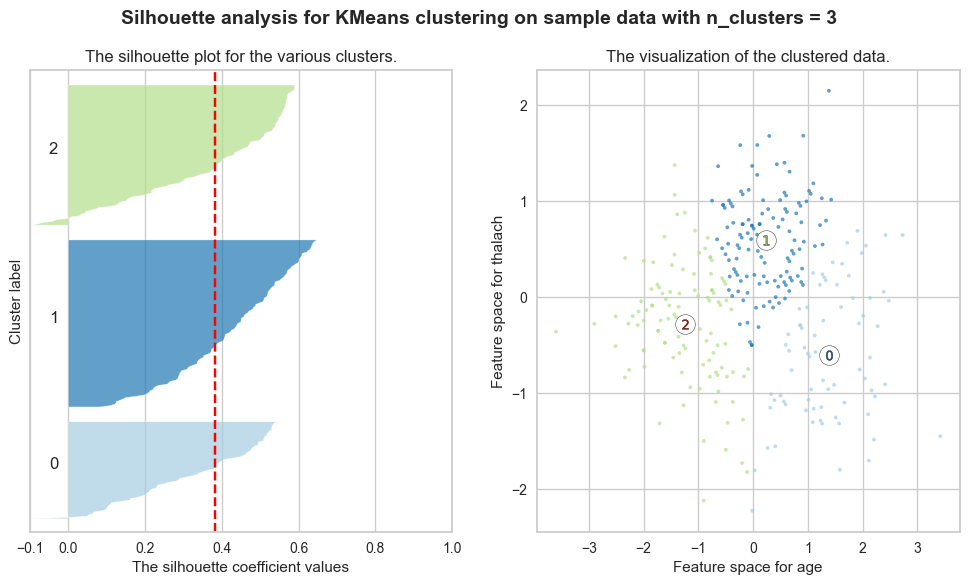 Silhouette analysis for KMeans clustering on sample data with n_clusters = 3
The silhouette plot for the various clusters.
2
1
0
Cluster label
-0.1 0.0 0.2 0.4 0.6 0.8 1.0
The silhouette coefficient values
The visualization of the clustered data.
2
1
0
−1
−2
Feature space for thalach
1
2
0
−3 −2 −1 0 1 2 3
Feature space for age